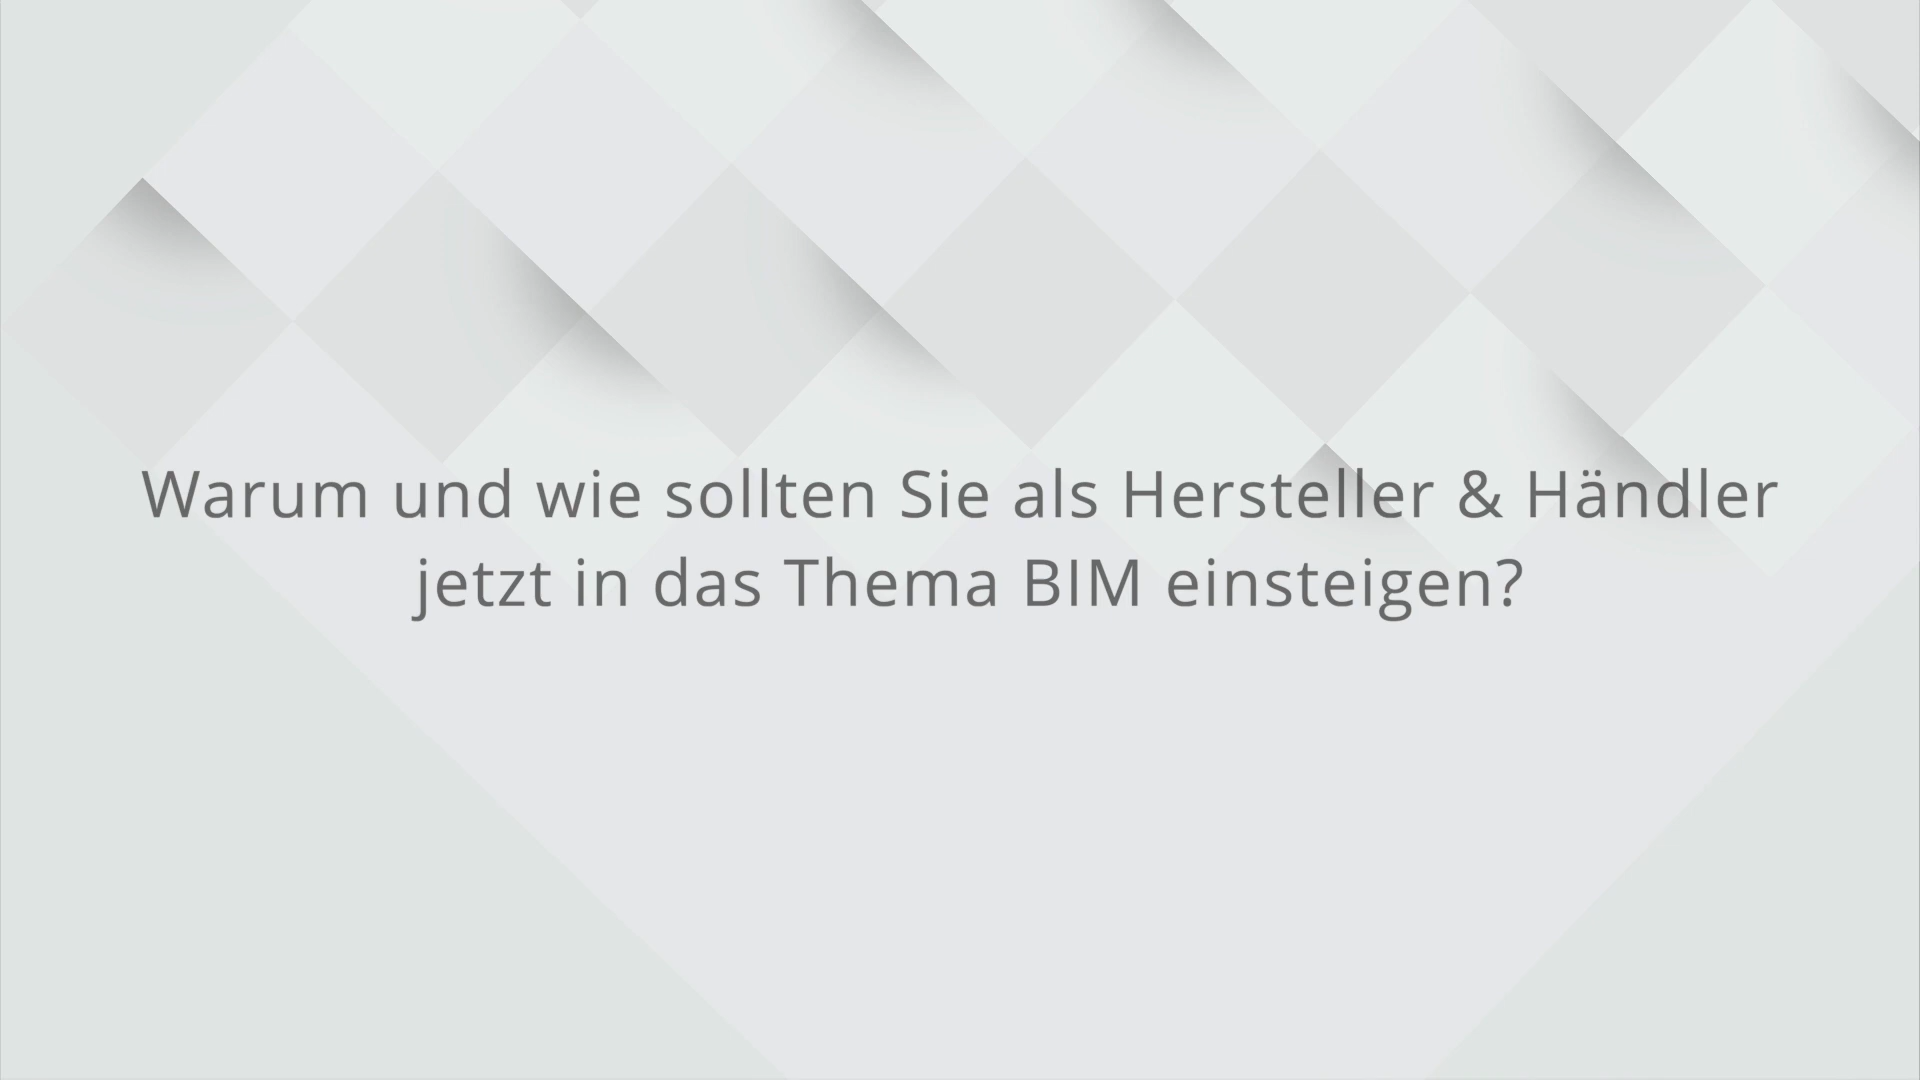 Warum und wie sollten Sie als Hersteller & Händler
jetzt in das Thema BIM einsteigen?